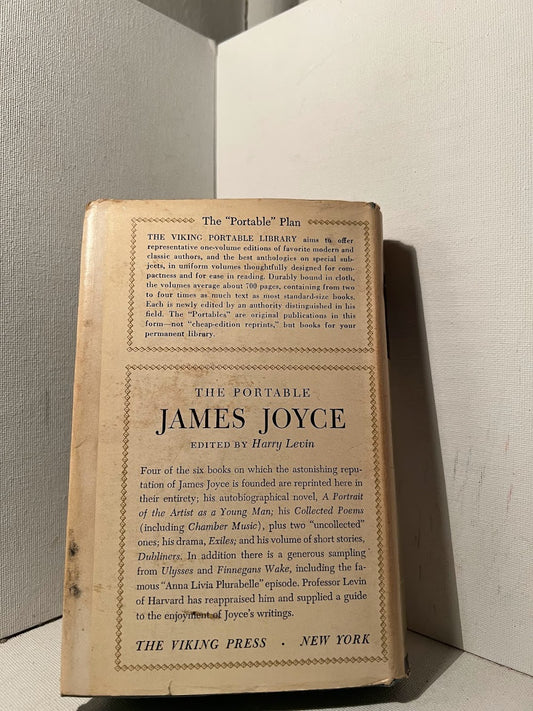 The "Portable" Plan
THE VIKING PORTABLE LIBRARY aims to offer
representative one-volume editions of favorite modern and
classic authors, and the best anthologies on special sub-
jects, in uniform volumes thoughtfully designed for com-
pactness and for ease in reading. Durably bound in cloth,
the volumes average about 700 pages, containing from two
to four times as much text as most standard-size books.
Each is newly edited by an authority distinguished in his
field. The "Portables" are original publications in this
form—not "cheap-edition reprints," but books for your
permanent library.
THE PORTABLE
JAMES JOYCE
EDITED BY Harry Levin
Four of the six books on which the astonishing repu-
tation of James Joyce is founded are reprinted here in
their entirety; his autobiographical novel, A Portrait
of the Artist as a Young Man; his Collected Poems
(including Chamber Music), plus two "uncollected"
ones; his drama, Exiles; and his volume of short stories,
Dubliners. In addition there is a generous sampling
from Ulysses and Finnegans Wake, including the fa-
mous "Anna Livia Plurabelle" episode. Professor Levin
of Harvard has reappraised him and supplied a guide
to the enjoyment of Joyce's writings.
THE VIKING PRESS · NEW YORK